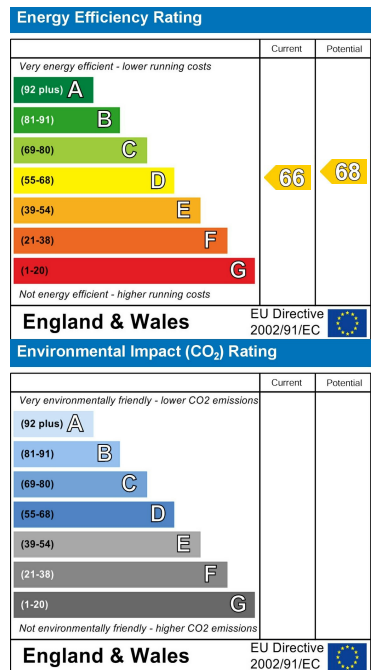 Energy Efficiency Rating
Current Potential
Very energy efficient - lower running costs
(92 plus) A
(81-91) B
(69-80) C
(55-68) D 66 68
(39-54) E
(21-38) F
(1-20) G
Not energy efficient - higher running costs
England & Wales
EU Directive
2002/91/EC
Environmental Impact (CO₂) Rating
Current Potential
Very environmentally friendly - lower CO2 emissions
(92 plus) A
(81-91) B
(69-80) C
(55-68) D
(39-54) E
(21-38) F
(1-20) G
Not environmentally friendly - higher CO2 emissions
England & Wales
EU Directive
2002/91/EC